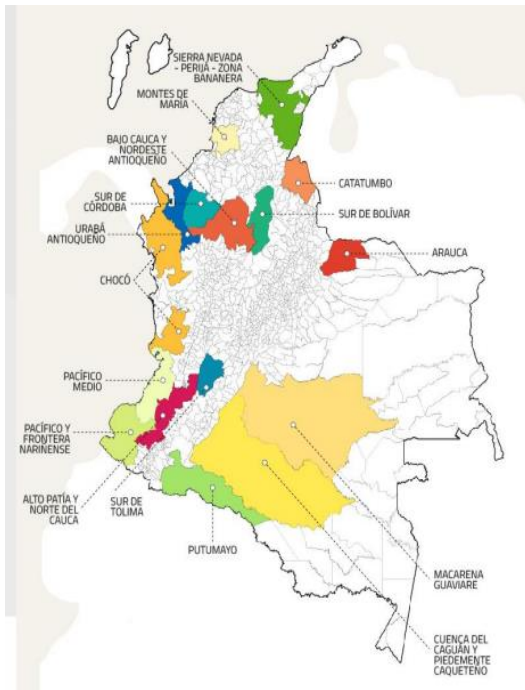 SIERRA NEVADA
- PERIJÁ - ZONA
BANANERA
MONTES DE
MARÍA
BAJO CAUCA Y
NORDESTE
ANTIOQUEÑO
SUR DE
CÓRDOBA
URABÁ
ANTIOQUEÑO
CHOCÓ
CATATUMBO
SUR DE BOLÍVAR
ARAUCA
PACÍFICO
MEDIO
PACÍFICO Y
FRONTERA
NARINENSE
ALTO PATÍA Y
NORTE DEL
CAUCA
SUR DE
TOLIMA
PUTUMAYO
MACARENA
GUAVIARE
CUENCA DEL
CAGUÁN Y
PIEDEMENTE
CAQUETEÑO